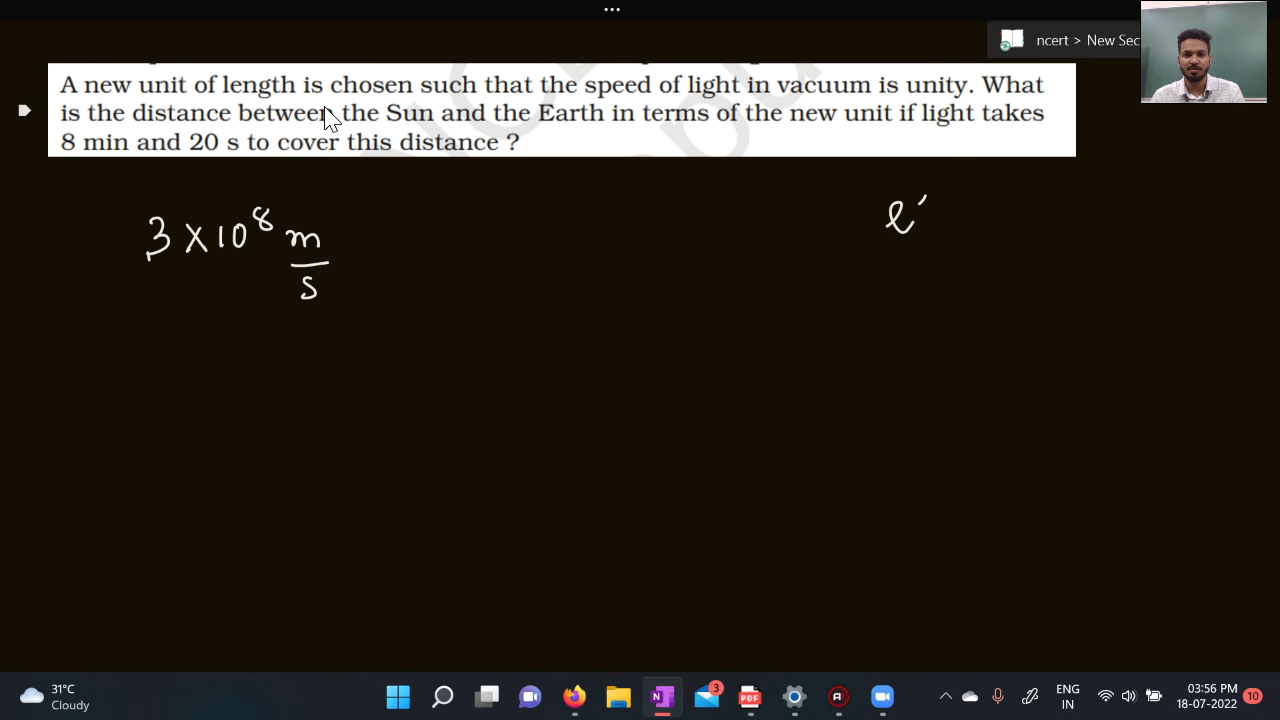 ncert > New Sec
A new unit of length is chosen such that the speed of light in vacuum is unity. What
is the distance between the Sun and the Earth in terms of the new unit if light takes
8 min and 20 s to cover this distance ?
l′
3 × 10⁸ m/s
31°C
Cloudy
3
ENG
IN
03:56 PM
18-07-2022
10